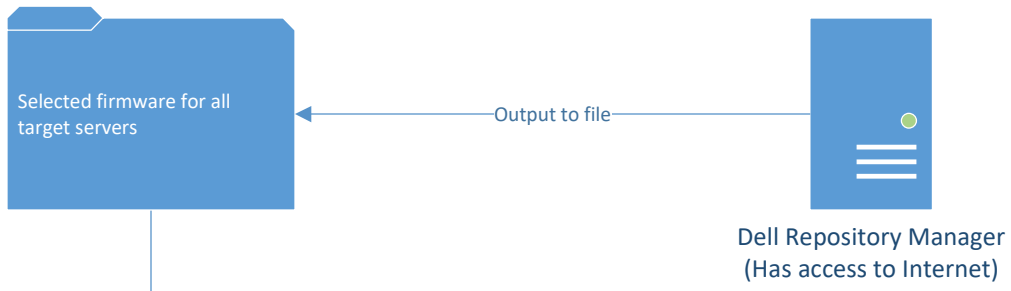 Selected firmware for all
target servers
Output to file
Dell Repository Manager
(Has access to Internet)